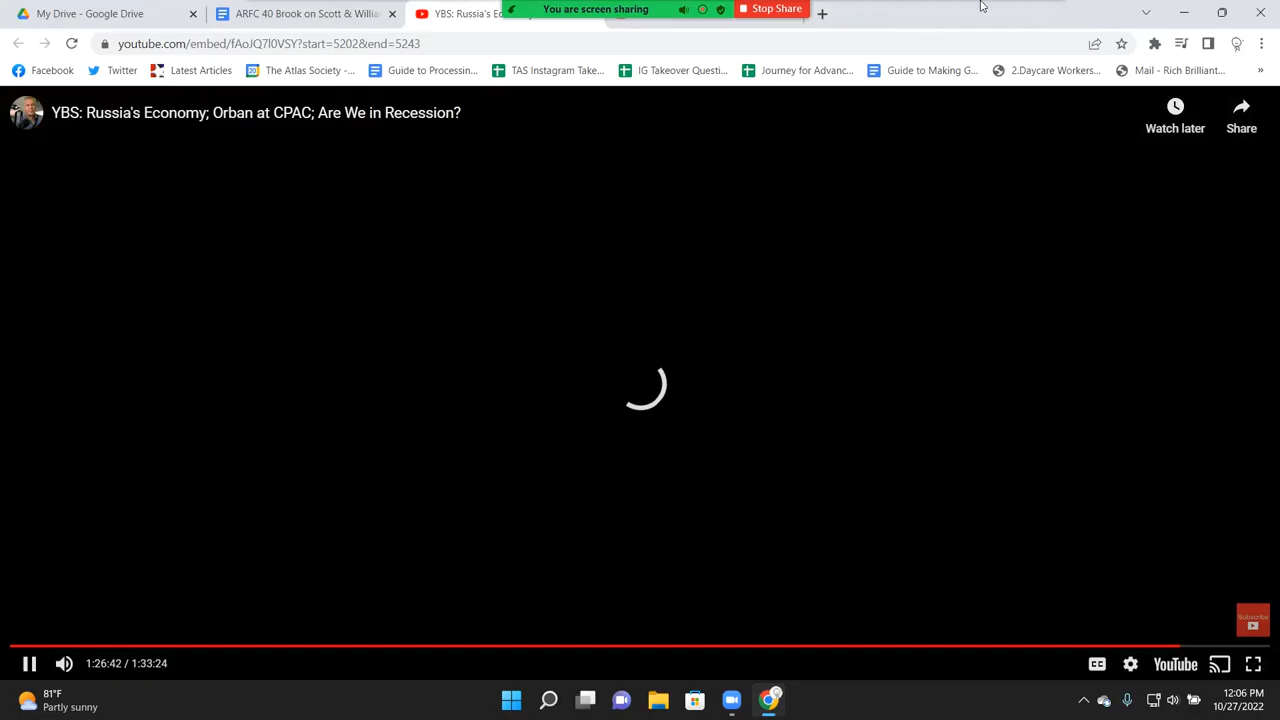 You are screen sharing
Stop Share
My Drive - Google Drive
ARFC 40 Brook on Scott & Willia
YBS: Russia's E
youtube.com/embed/fAoJQ7l0VSY?start=5202&end=5243
Facebook
Twitter
Latest Articles
The Atlas Society -...
Guide to Processin...
TAS Instagram Take...
IG Takeover Questi...
Journey for Advanc...
Guide to Making G...
2.Daycare Workers...
Mail - Rich Brilliant...
»
YBS: Russia's Economy; Orban at CPAC; Are We in Recession?
Watch later
Share
Subscribe
1:26:42 / 1:33:24
CC
YouTube
81°F
Partly sunny
12:06 PM
10/27/2022